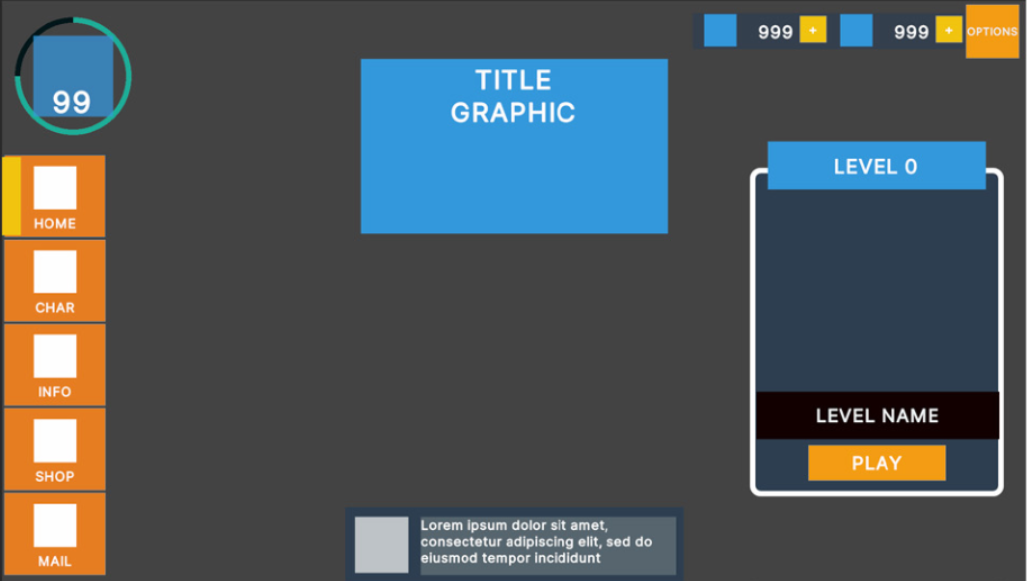 99
999
+
999
+
OPTIONS
TITLE
GRAPHIC
HOME
CHAR
INFO
SHOP
MAIL
LEVEL 0
LEVEL NAME
PLAY
Lorem ipsum dolor sit amet,
consectetur adipiscing elit, sed do
eiusmod tempor incididunt